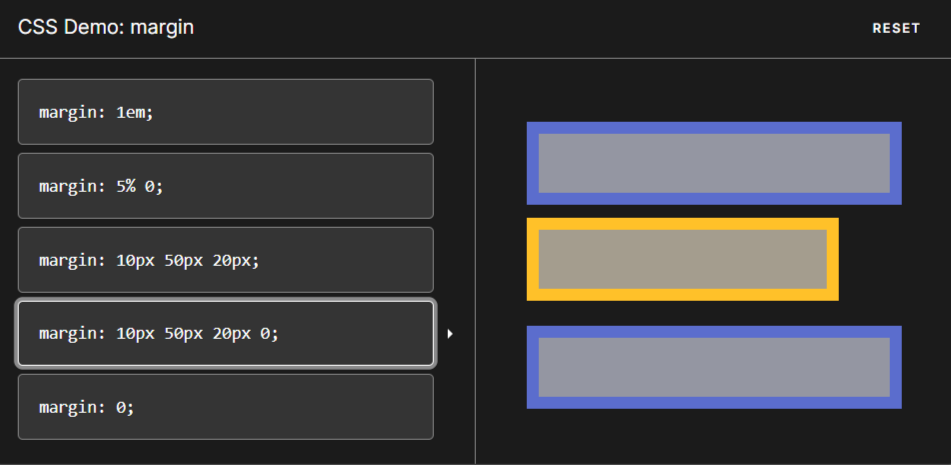 CSS Demo: margin
RESET
margin: 1em;
margin: 5% 0;
margin: 10px 50px 20px;
margin: 10px 50px 20px 0;
margin: 0;